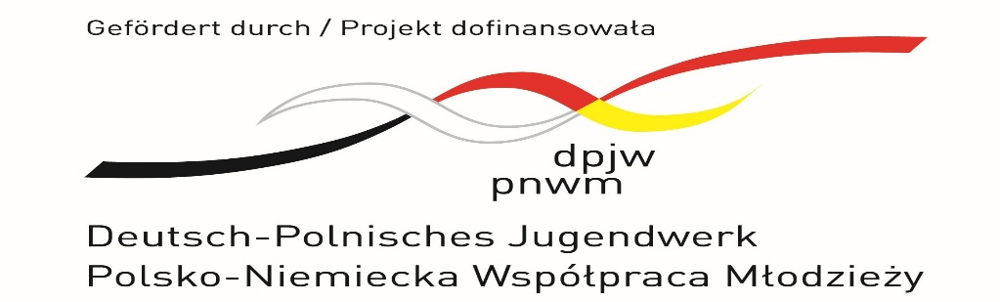 Gefördert durch / Projekt dofinansowała
dpjw
pnwm
Deutsch-Polnisches Jugendwerk
Polsko-Niemiecka Współpraca Młodzieży